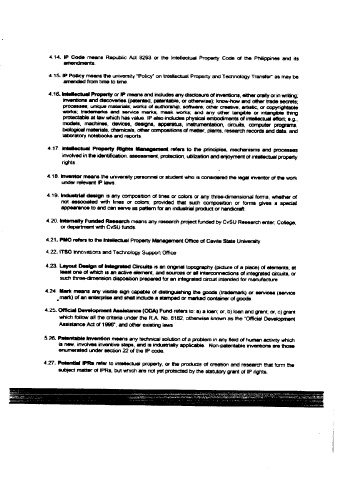 4.14. IP Code means Republic Act 8293 or the Intellectual Property Code of the Philippines and its
amendments
4.15. IP Policy means the university "Policy" on Intellectual Property and Technology Transfer" as may be
amended from time to time
4.16. Intellectual Property or IP means and includes any disclosure of inventions, either orally or in writing,
inventions and discoveries (patented, patentable, or otherwise); know-how and other trade secrets;
processes; unique materials; works of authorship; software; other creative, artistic, or copyrightable
works; trademarks and service marks, mask works, and any other tangible or intangible thing
protectable at law which has value. IP also includes physical embodiments of intellectual effort; e.g.,
models, machines, devices, designs, apparatus, instrumentation, circuits, computer programs,
biological materials, chemicals, other compositions of matter, plants, research records and data, and
laboratory notebooks and reports
4.17. Intellectual Property Rights Management refers to the principles, mechanisms and processes
involved in the identification, assessment, protection, utilization and enjoyment of intellectual property
rights
4.18. Inventor means the university personnel or student who is considered the legal inventor of the work
under relevant IP laws
4.19. Industrial design is any composition of lines or colors or any three-dimensional forms, whether or
not associated with lines or colors; provided that such composition or forms gives a special
appearance to and can serve as pattern for an industrial product or handicraft
4.20. Internally Funded Research means any research project funded by CvSU Research enter, College,
or department with CvSU funds
4.21. PMO refers to the Intellectual Property Management Office of Cavite State University
4.22. ITSO Innovations and Technology Support Office
4.23. Layout Design of Integrated Circuits is an original topography (picture of a place) of elements, at
least one of which is an active element, and sources or all interconnections of integrated circuits, or
such three-dimensional disposition prepared for an integrated circuit intended for manufacture
4.24. Mark means any visible sign capable of distinguishing the goods (trademark) or services (service
mark) of an enterprise and shall include a stamped or marked container of goods
4.25. Official Development Assistance (ODA) Fund refers to: a) a loan; or, b) loan and grant; or, c) grant
which follow all the criteria under the R.A. No. 8182, otherwise known as the "Official Development
Assistance Act of 1996", and other existing laws
5.26. Patentable Invention means any technical solution of a problem in any field of human activity which
is new, involves inventive steps, and is industrially applicable. Non-patentable inventions are those
enumerated under section 22 of the IP code.
4.27. Potential IPRs refer to intellectual property, or the products of creation and research that form the
subject matter of IPRs, but which are not yet protected by the statutory grant of IP rights.